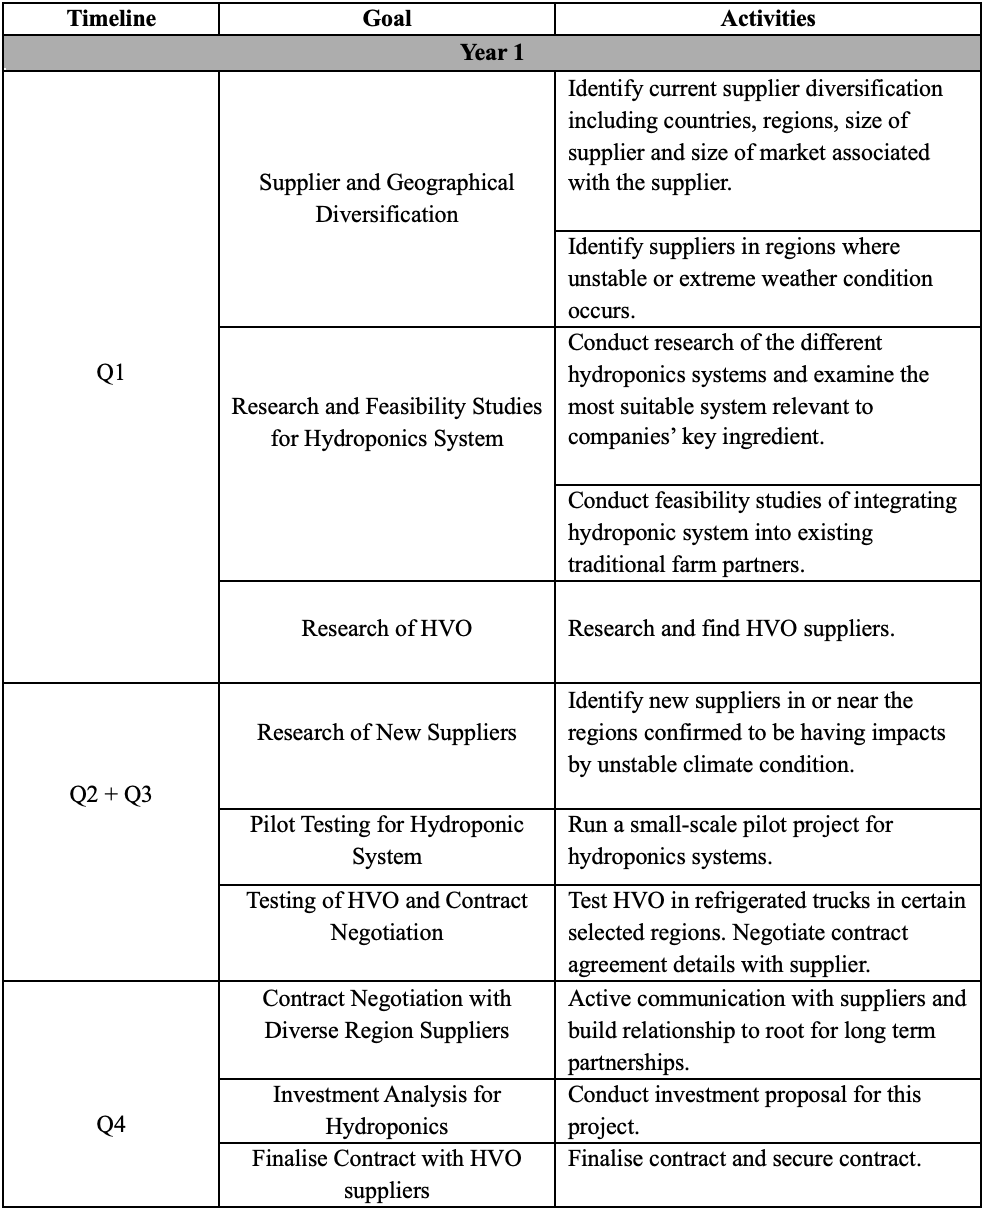 Timeline
Goal
Activities
Year 1
Q1
Supplier and Geographical
Diversification
Identify current supplier diversification
including countries, regions, size of
supplier and size of market associated
with the supplier.
Identify suppliers in regions where
unstable or extreme weather condition
occurs.
Research and Feasibility Studies
for Hydroponics System
Conduct research of the different
hydroponics systems and examine the
most suitable system relevant to
companies’ key ingredient.
Conduct feasibility studies of integrating
hydroponic system into existing
traditional farm partners.
Research of HVO
Research and find HVO suppliers.
Q2 + Q3
Research of New Suppliers
Identify new suppliers in or near the
regions confirmed to be having impacts
by unstable climate condition.
Pilot Testing for Hydroponic
System
Run a small-scale pilot project for
hydroponics systems.
Testing of HVO and Contract
Negotiation
Test HVO in refrigerated trucks in certain
selected regions. Negotiate contract
agreement details with supplier.
Q4
Contract Negotiation with
Diverse Region Suppliers
Active communication with suppliers and
build relationship to root for long term
partnerships.
Investment Analysis for
Hydroponics
Conduct investment proposal for this
project.
Finalise Contract with HVO
suppliers
Finalise contract and secure contract.